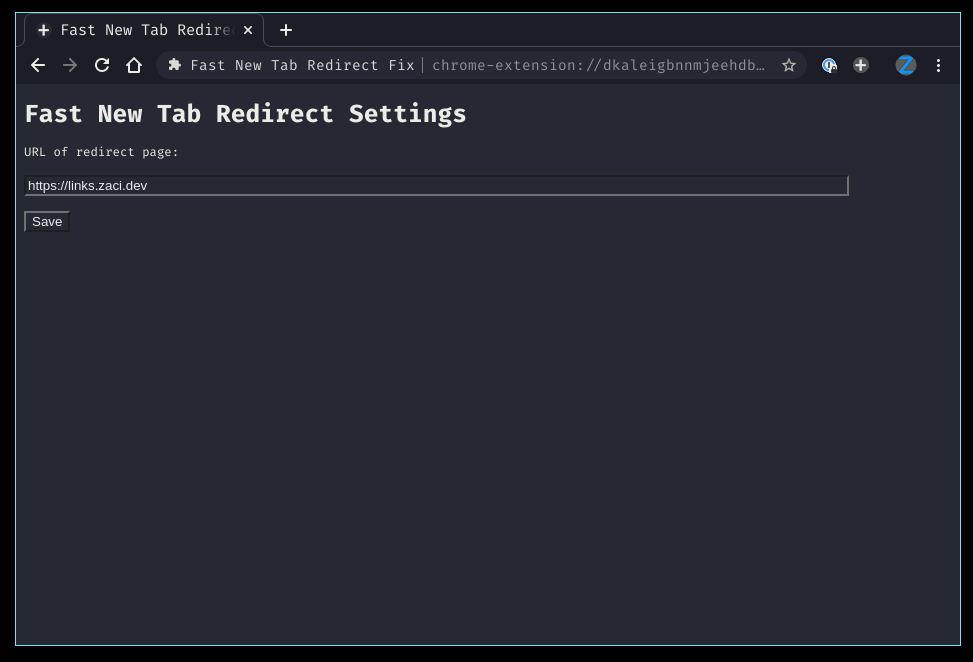 Fast New Tab Redire
Fast New Tab Redirect Fix | chrome-extension://dkaleigbnnmjeehdb…
Fast New Tab Redirect Settings
URL of redirect page:
https://links.zaci.dev
Save